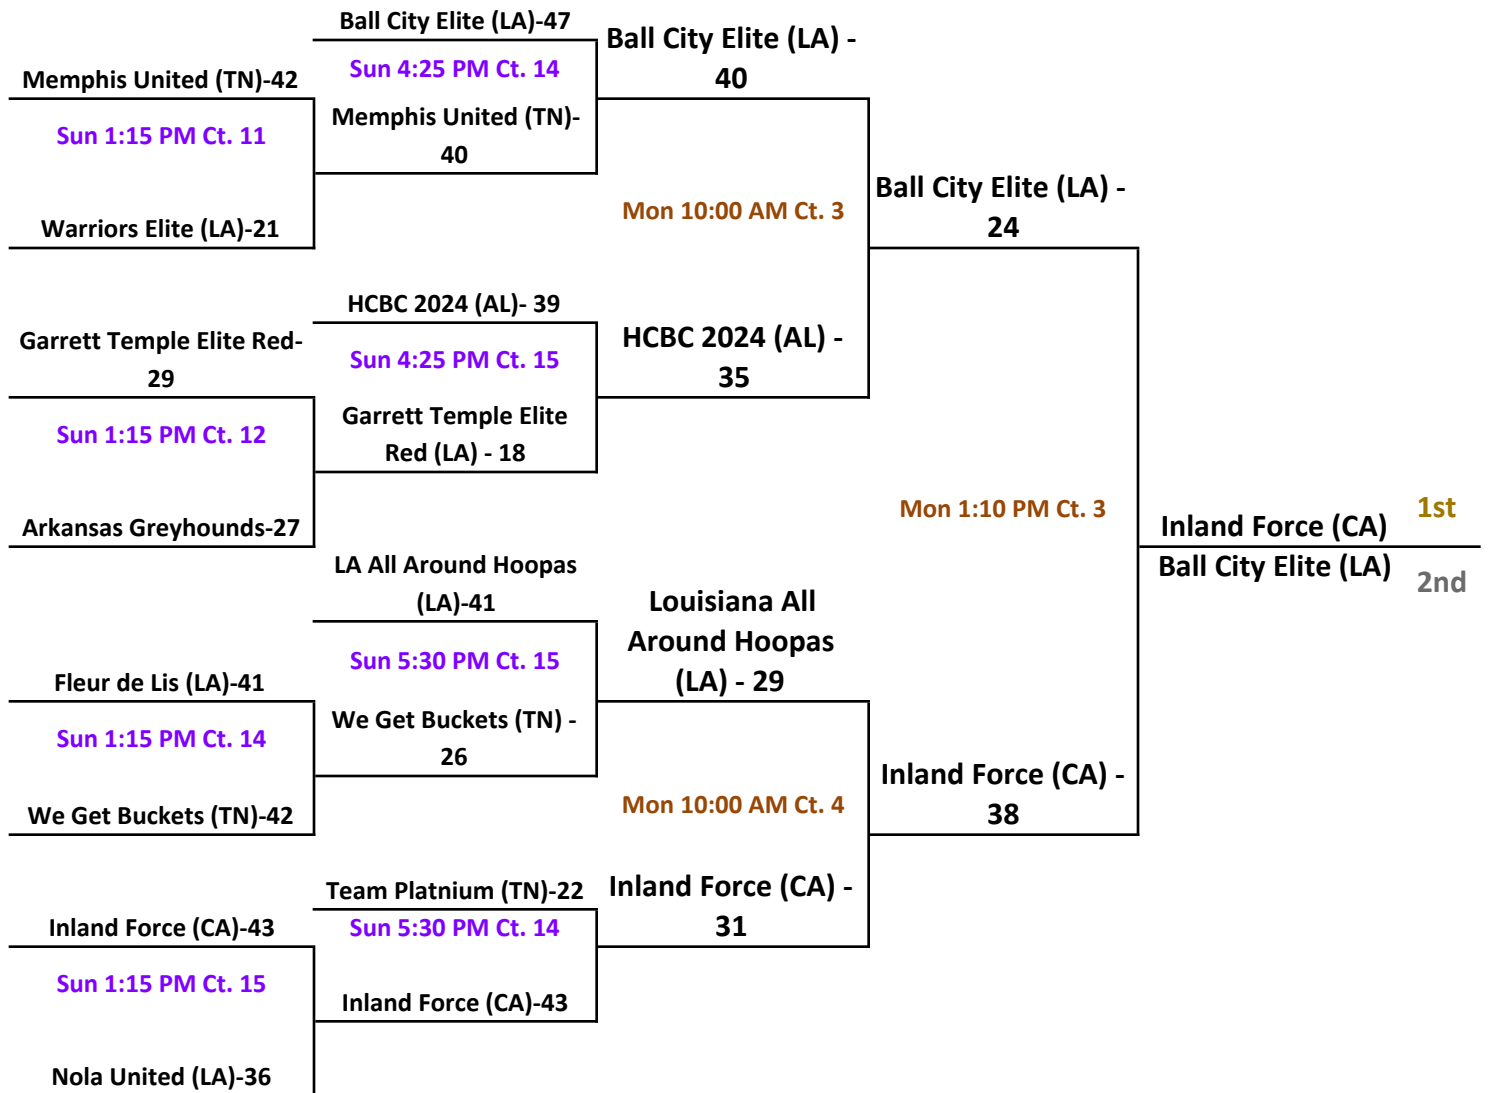 Memphis United (TN)-42
Sun 1:15 PM Ct. 11
Warriors Elite (LA)-21
Garrett Temple Elite Red-
29
Sun 1:15 PM Ct. 12
Arkansas Greyhounds-27
Fleur de Lis (LA)-41
Sun 1:15 PM Ct. 14
We Get Buckets (TN)-42
Inland Force (CA)-43
Sun 1:15 PM Ct. 15
Nola United (LA)-36
Ball City Elite (LA)-47
Sun 4:25 PM Ct. 14
Memphis United (TN)-
40
HCBC 2024 (AL)- 39
Sun 4:25 PM Ct. 15
Garrett Temple Elite
Red (LA) - 18
LA All Around Hoopas
(LA)-41
Sun 5:30 PM Ct. 15
We Get Buckets (TN) -
26
Team Platnium (TN)-22
Sun 5:30 PM Ct. 14
Inland Force (CA)-43
Ball City Elite (LA) -
40
Mon 10:00 AM Ct. 3
HCBC 2024 (AL) -
35
Louisiana All
Around Hoopas
(LA) - 29
Mon 10:00 AM Ct. 4
Inland Force (CA) -
31
Ball City Elite (LA) -
24
Mon 1:10 PM Ct. 3
Inland Force (CA) -
38
Inland Force (CA) 1st
Ball City Elite (LA) 2nd